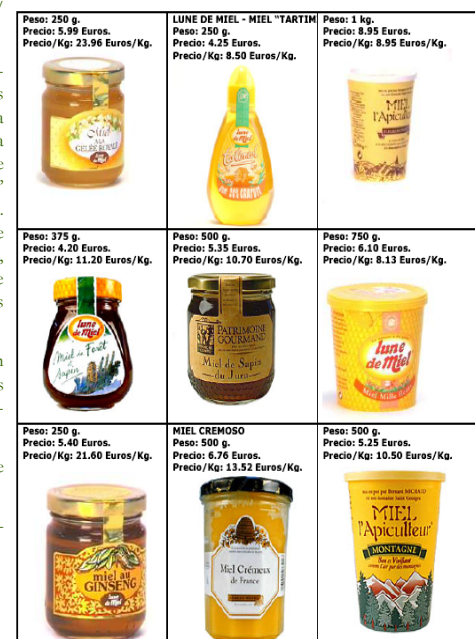 Peso: 250 g.
Precio: 5.99 Euros.
Precio/Kg: 23.96 Euros/Kg.
Miel
GELÉE ROYALE
LUNE DE MIEL - MIEL "TARTIM
Peso: 250 g.
Precio: 4.25 Euros.
Precio/Kg: 8.50 Euros/Kg.
lune
de miel
Peso: 1 kg.
Precio: 8.95 Euros.
Precio/Kg: 8.95 Euros/Kg.
MIEL
l'Apiculteur
Peso: 375 g.
Precio: 4.20 Euros.
Precio/Kg: 11.20 Euros/Kg.
lune
de miel
Miel de Forêt
Sapin
Peso: 500 g.
Precio: 5.35 Euros.
Precio/Kg: 10.70 Euros/Kg.
PATRIMOINE
GOURMAND
Miel de Sapin
du Jura
Peso: 750 g.
Precio: 6.10 Euros.
Precio/Kg: 8.13 Euros/Kg.
lune
de miel
Miel Mille
Peso: 250 g.
Precio: 5.40 Euros.
Precio/Kg: 21.60 Euros/Kg.
miel au
GINSENG
lune
de miel
MIEL CREMOSO
Peso: 500 g.
Precio: 6.76 Euros.
Precio/Kg: 13.52 Euros/Kg.
Miel Crémeux
de France
Peso: 500 g.
Precio: 5.25 Euros.
Precio/Kg: 10.50 Euros/Kg.
MIEL
l'Apiculteur
MONTAGNE